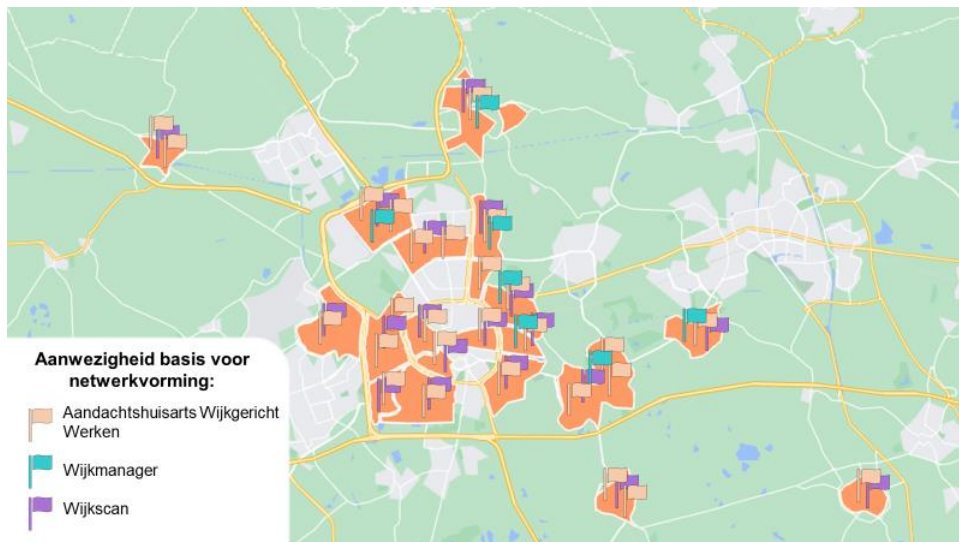 Aanwezigheid basis voor
netwerkvorming:
Aandachtshuisarts Wijkgericht
Werken
Wijkmanager
Wijkscan